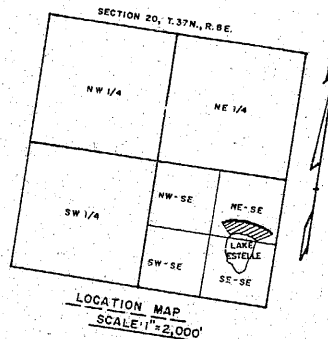 SECTION 20, T.37N., R.8E.
NW 1/4
NE 1/4
SW 1/4
NW-SE
NE-SE
LAKE
ESTELLE
SW-SE
SE-SE
LOCATION MAP
SCALE: 1"=2,000'